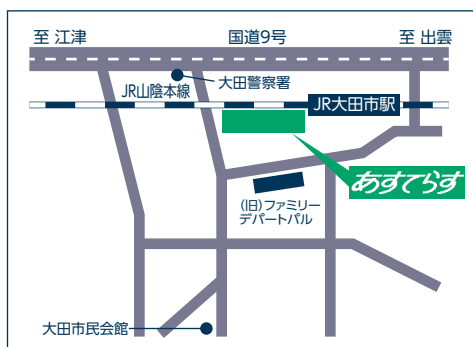 至 江津
国道9号
至 出雲
大田警察署
JR山陰本線
JR大田市駅
あすてらす
(旧)ファミリー
デパートパル
大田市民会館